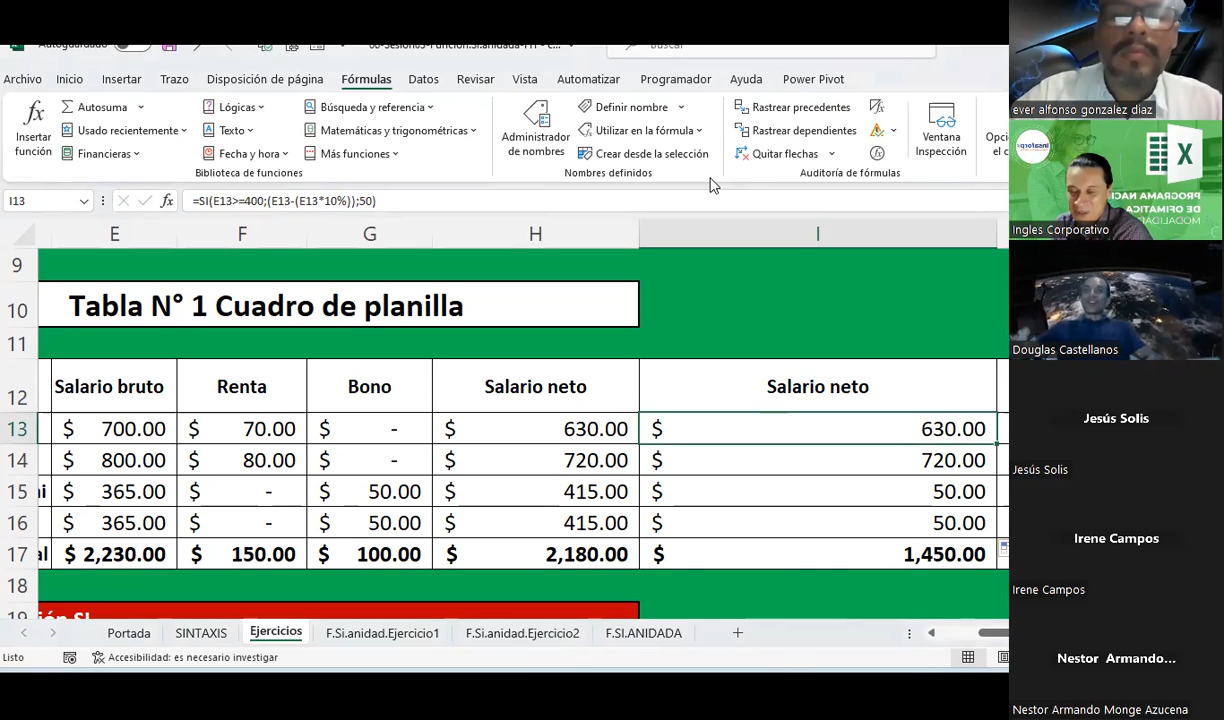 Autoguardado
Buscar
Archivo Inicio Insertar Trazo Disposición de página Fórmulas Datos Revisar Vista Automatizar Programador Ayuda Power Pivot
Insertar función
Autosuma
Usado recientemente
Financieras
Lógicas
Texto
Fecha y hora
Búsqueda y referencia
Matemáticas y trigonométricas
Más funciones
Biblioteca de funciones
Administrador de nombres
Definir nombre
Utilizar en la fórmula
Crear desde la selección
Nombres definidos
Rastrear precedentes
Rastrear dependientes
Quitar flechas
Auditoría de fórmulas
Ventana Inspección
I13 fx =SI(E13>=400;(E13-(E13*10%));50)
E F G H I
9
10 Tabla N° 1 Cuadro de planilla
11
12 Salario bruto Renta Bono Salario neto Salario neto
13 $ 700.00 $ 70.00 $ - $ 630.00 $ 630.00
14 $ 800.00 $ 80.00 $ - $ 720.00 $ 720.00
15 $ 365.00 $ - $ 50.00 $ 415.00 $ 50.00
16 $ 365.00 $ - $ 50.00 $ 415.00 $ 50.00
17 $ 2,230.00 $ 150.00 $ 100.00 $ 2,180.00 $ 1,450.00
18
Portada SINTAXIS Ejercicios F.Si.anidad.Ejercicio1 F.Si.anidad.Ejercicio2 F.SI.ANIDADA
Listo Accesibilidad: es necesario investigar
ever alfonso gonzalez diaz
PROGRAMA NACI
DE OFIMATICA
MODALIDAD
Ingles Corporativo
Douglas Castellanos
Jesús Solis
Jesús Solis
Irene Campos
Irene Campos
Nestor Armando...
Nestor Armando Monge Azucena